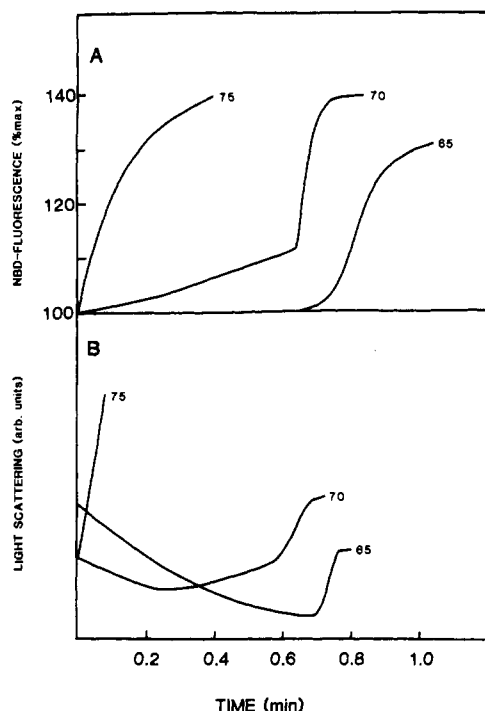 A
NBD-FLUORESCENCE (%max)
140
120
100
75
70
65
B
LIGHT SCATTERING (arb. units)
75
70
65
0.2 0.4 0.6 0.8 1.0
TIME (min)